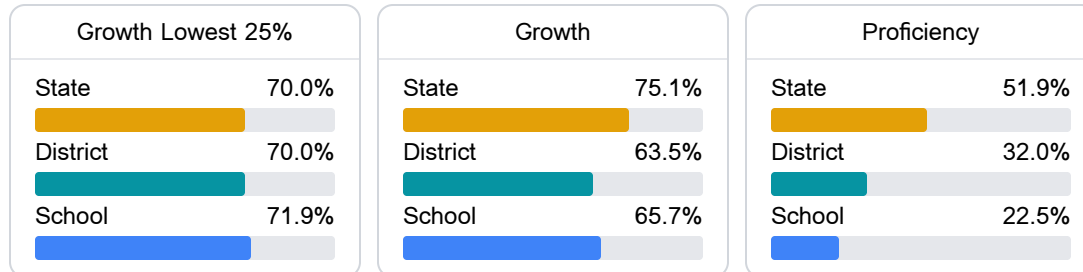 Growth Lowest 25%
State 70.0%
District 70.0%
School 71.9%
Growth
State 75.1%
District 63.5%
School 65.7%
Proficiency
State 51.9%
District 32.0%
School 22.5%